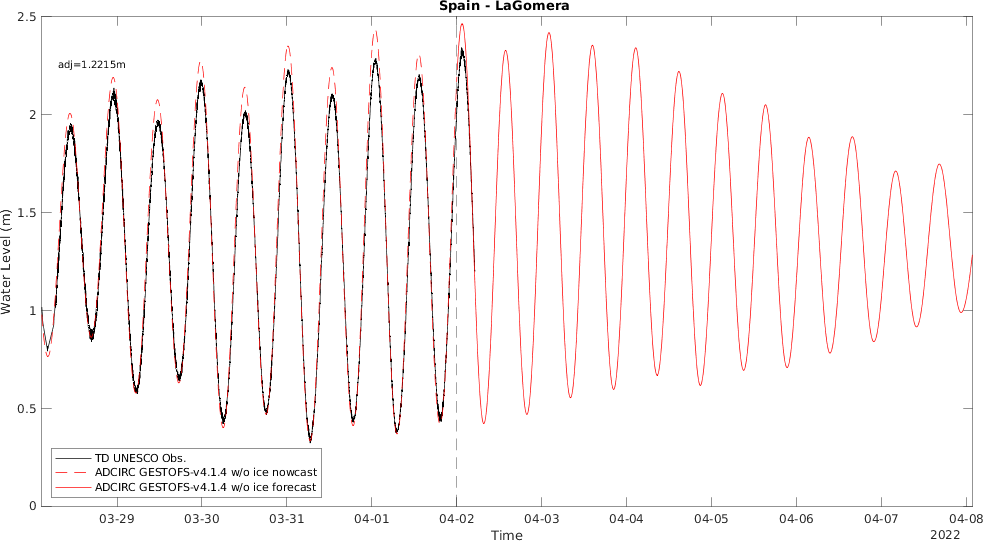 Spain - LaGomera
adj=1.2215m
2.5
2
1.5
1
0.5
0
Water Level (m)
TD UNESCO Obs.
ADCIRC GESTOFS-v4.1.4 w/o ice nowcast
ADCIRC GESTOFS-v4.1.4 w/o ice forecast
03-29 03-30 03-31 04-01 04-02 04-03 04-04 04-05 04-06 04-07 04-08
Time
2022